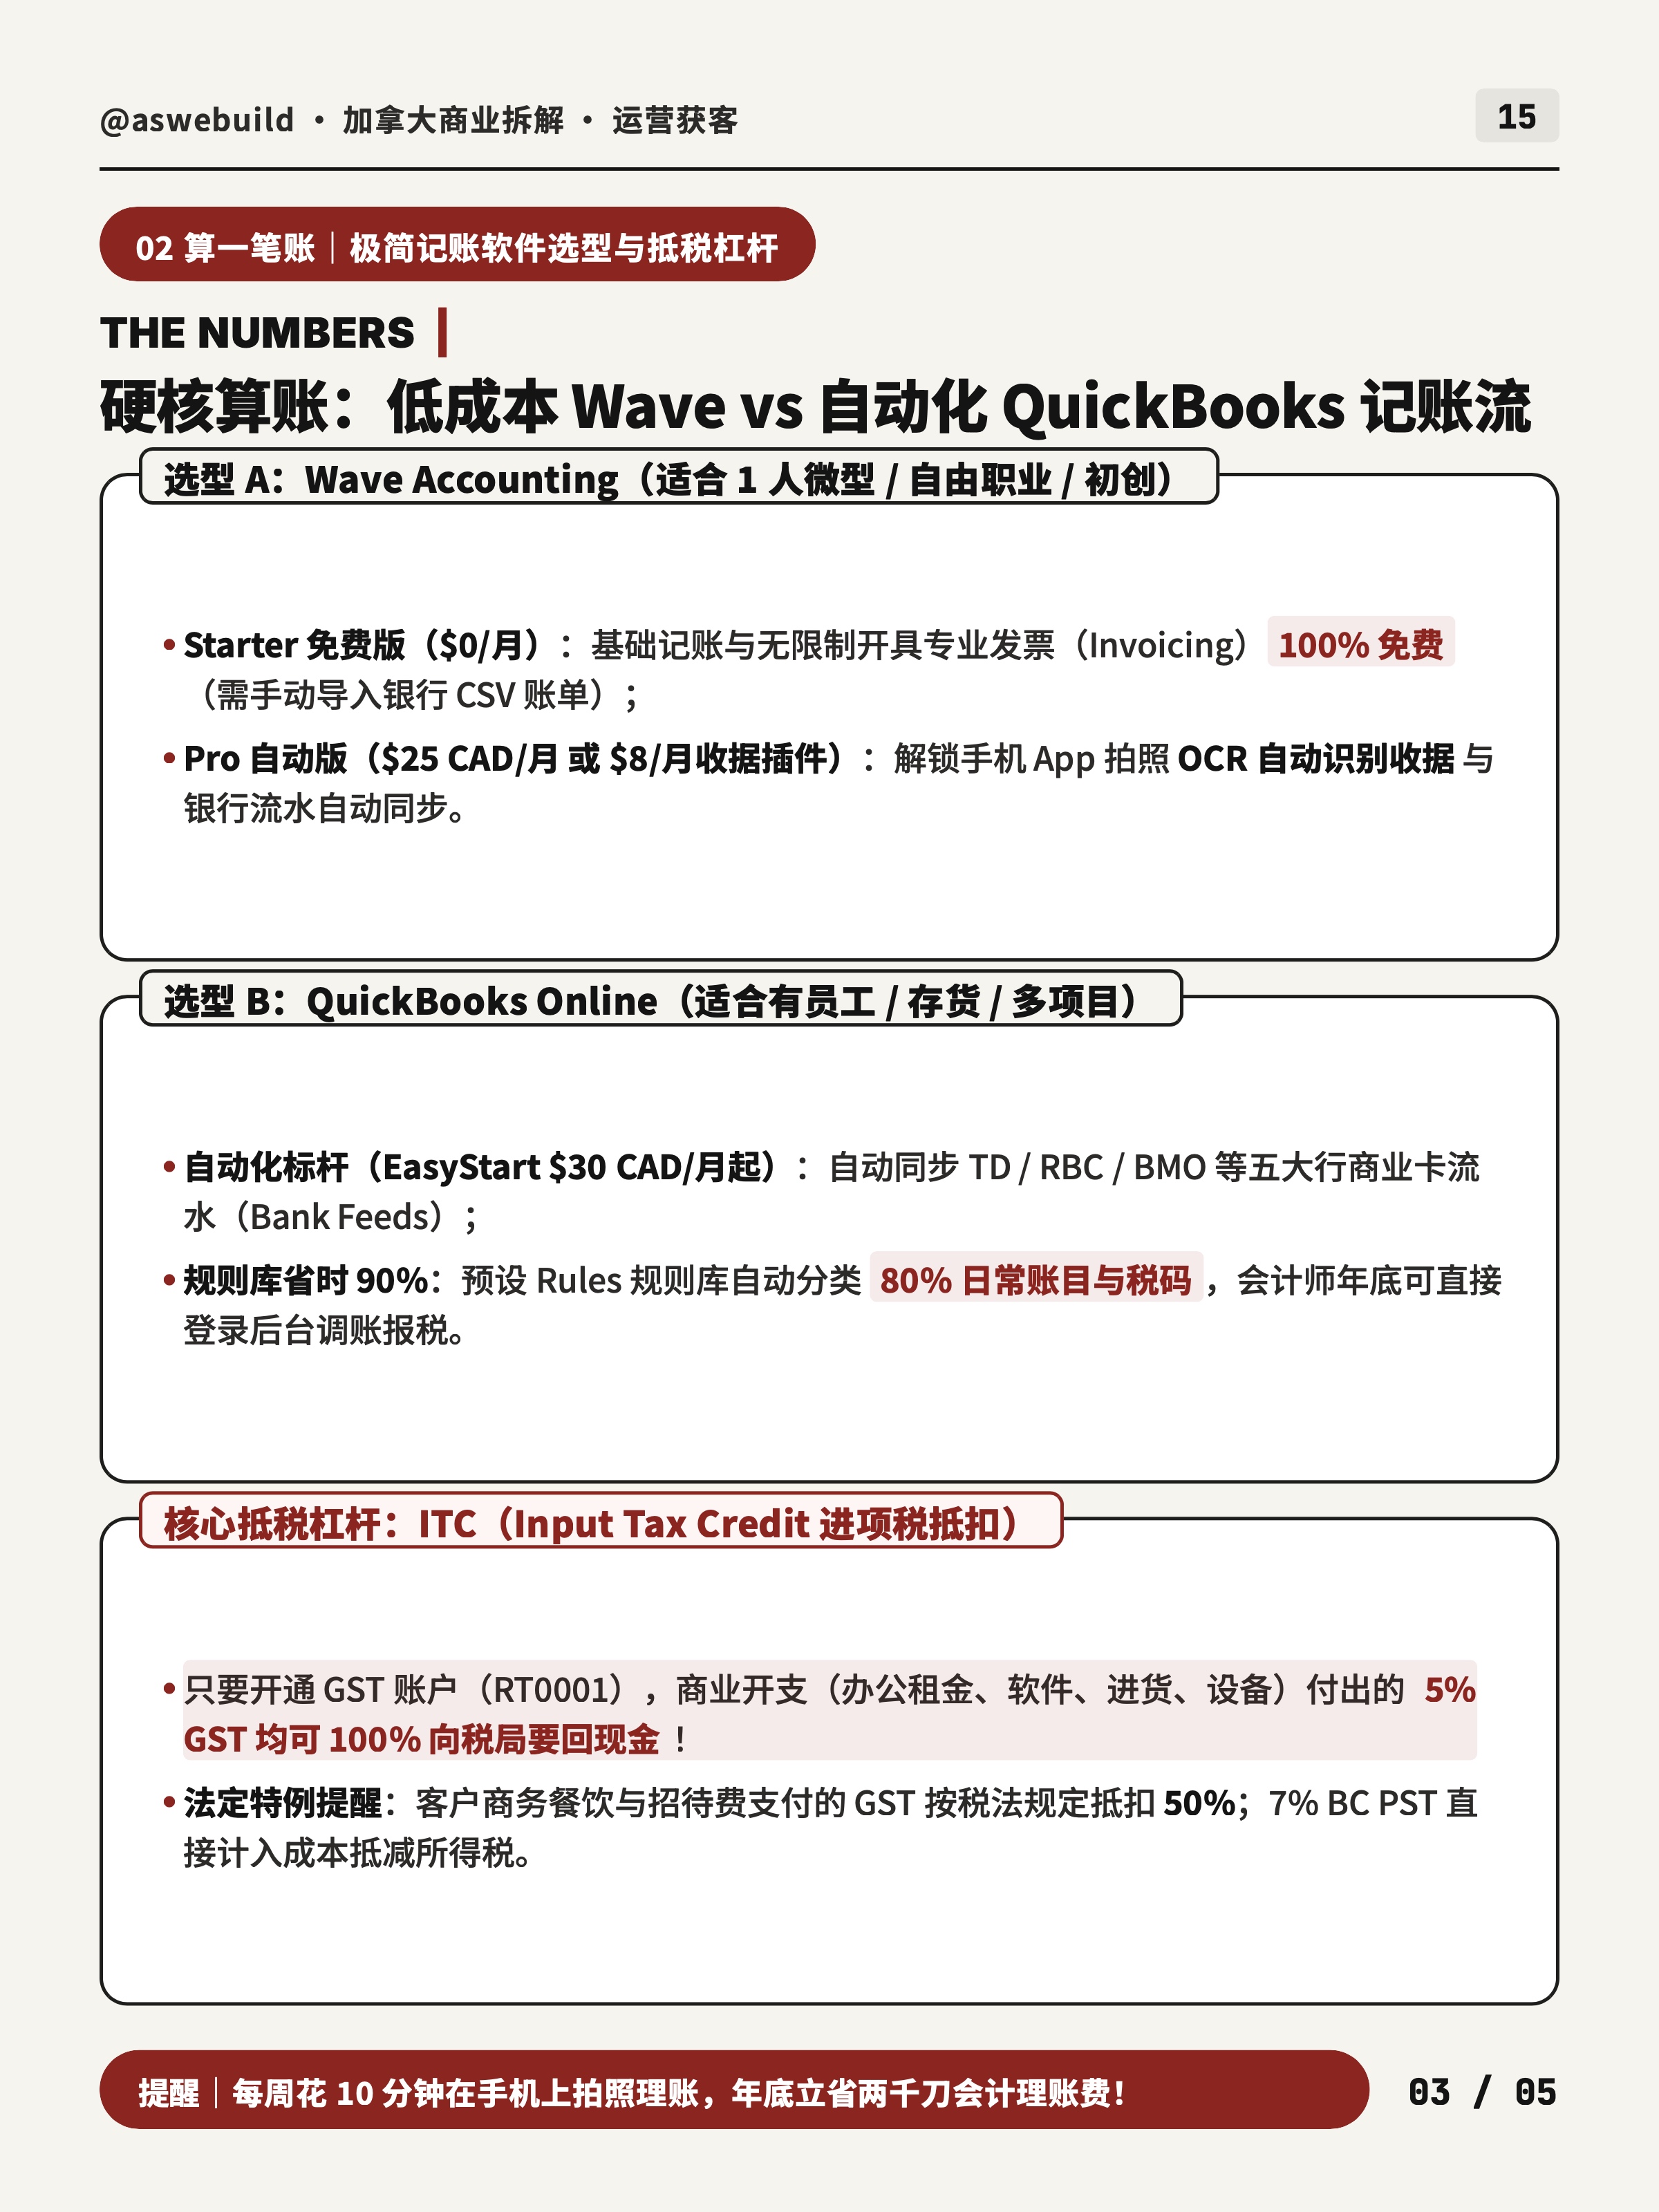 @aswebuild • 加拿大商业拆解 • 运营获客
15
02 算一笔账｜极简记账软件选型与抵税杠杆
THE NUMBERS
硬核算账：低成本 Wave vs 自动化 QuickBooks 记账流
选型 A：Wave Accounting（适合 1 人微型 / 自由职业 / 初创）
• Starter 免费版（$0/月）：基础记账与无限制开具专业发票（Invoicing） 100% 免费
（需手动导入银行 CSV 账单）；
• Pro 自动版（$25 CAD/月 或 $8/月收据插件）：解锁手机 App 拍照 OCR 自动识别收据 与
银行流水自动同步。
选型 B：QuickBooks Online（适合有员工 / 存货 / 多项目）
• 自动化标杆（EasyStart $30 CAD/月起）：自动同步 TD / RBC / BMO 等五大行商业卡流
水（Bank Feeds）；
• 规则库省时 90%：预设 Rules 规则库自动分类 80% 日常账目与税码，会计师年底可直接
登录后台调账报税。
核心抵税杠杆：ITC（Input Tax Credit 进项税抵扣）
• 只要开通 GST 账户（RT0001），商业开支（办公租金、软件、进货、设备）付出的 5%
GST 均可 100% 向税局要回现金！
• 法定特例提醒：客户商务餐饮与招待费支付的 GST 按税法规定抵扣 50%；7% BC PST 直
接计入成本抵减所得税。
提醒｜每周花 10 分钟在手机上拍照理账，年底立省两千刀会计理账费！
03 / 05